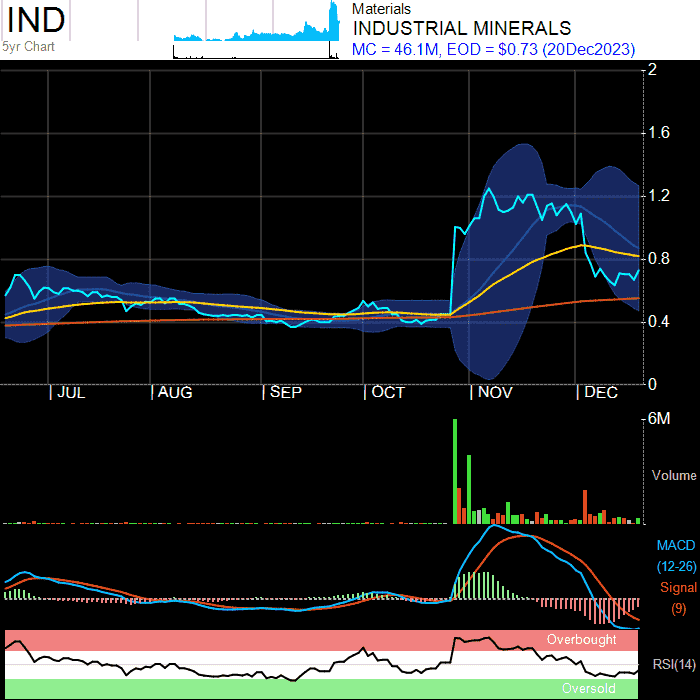 IND
5yr Chart
Materials
INDUSTRIAL MINERALS
MC = 46.1M, EOD = $0.73 (20Dec2023)
2
1.6
1.2
0.8
0.4
0
| JUL | AUG | SEP | OCT | NOV | DEC
6M
Volume
MACD
(12-26)
Signal
(9)
Overbought
RSI(14)
Oversold